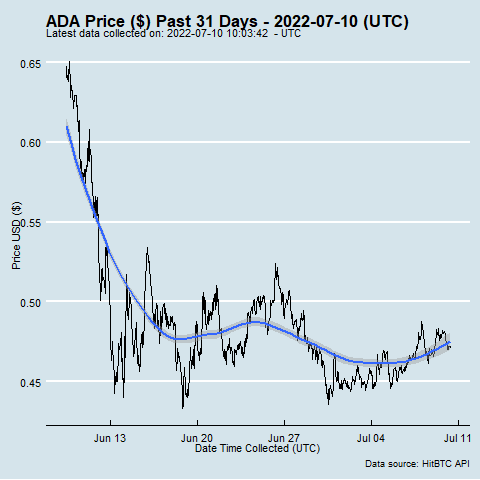 ADA Price ($) Past 31 Days - 2022-07-10 (UTC)
Latest data collected on: 2022-07-10 10:03:42  - UTC
0.65
0.60
0.55
0.50
0.45
Price USD ($)
Jun 13
Jun 20
Jun 27
Jul 04
Jul 11
Date Time Collected (UTC)
Data source: HitBTC API